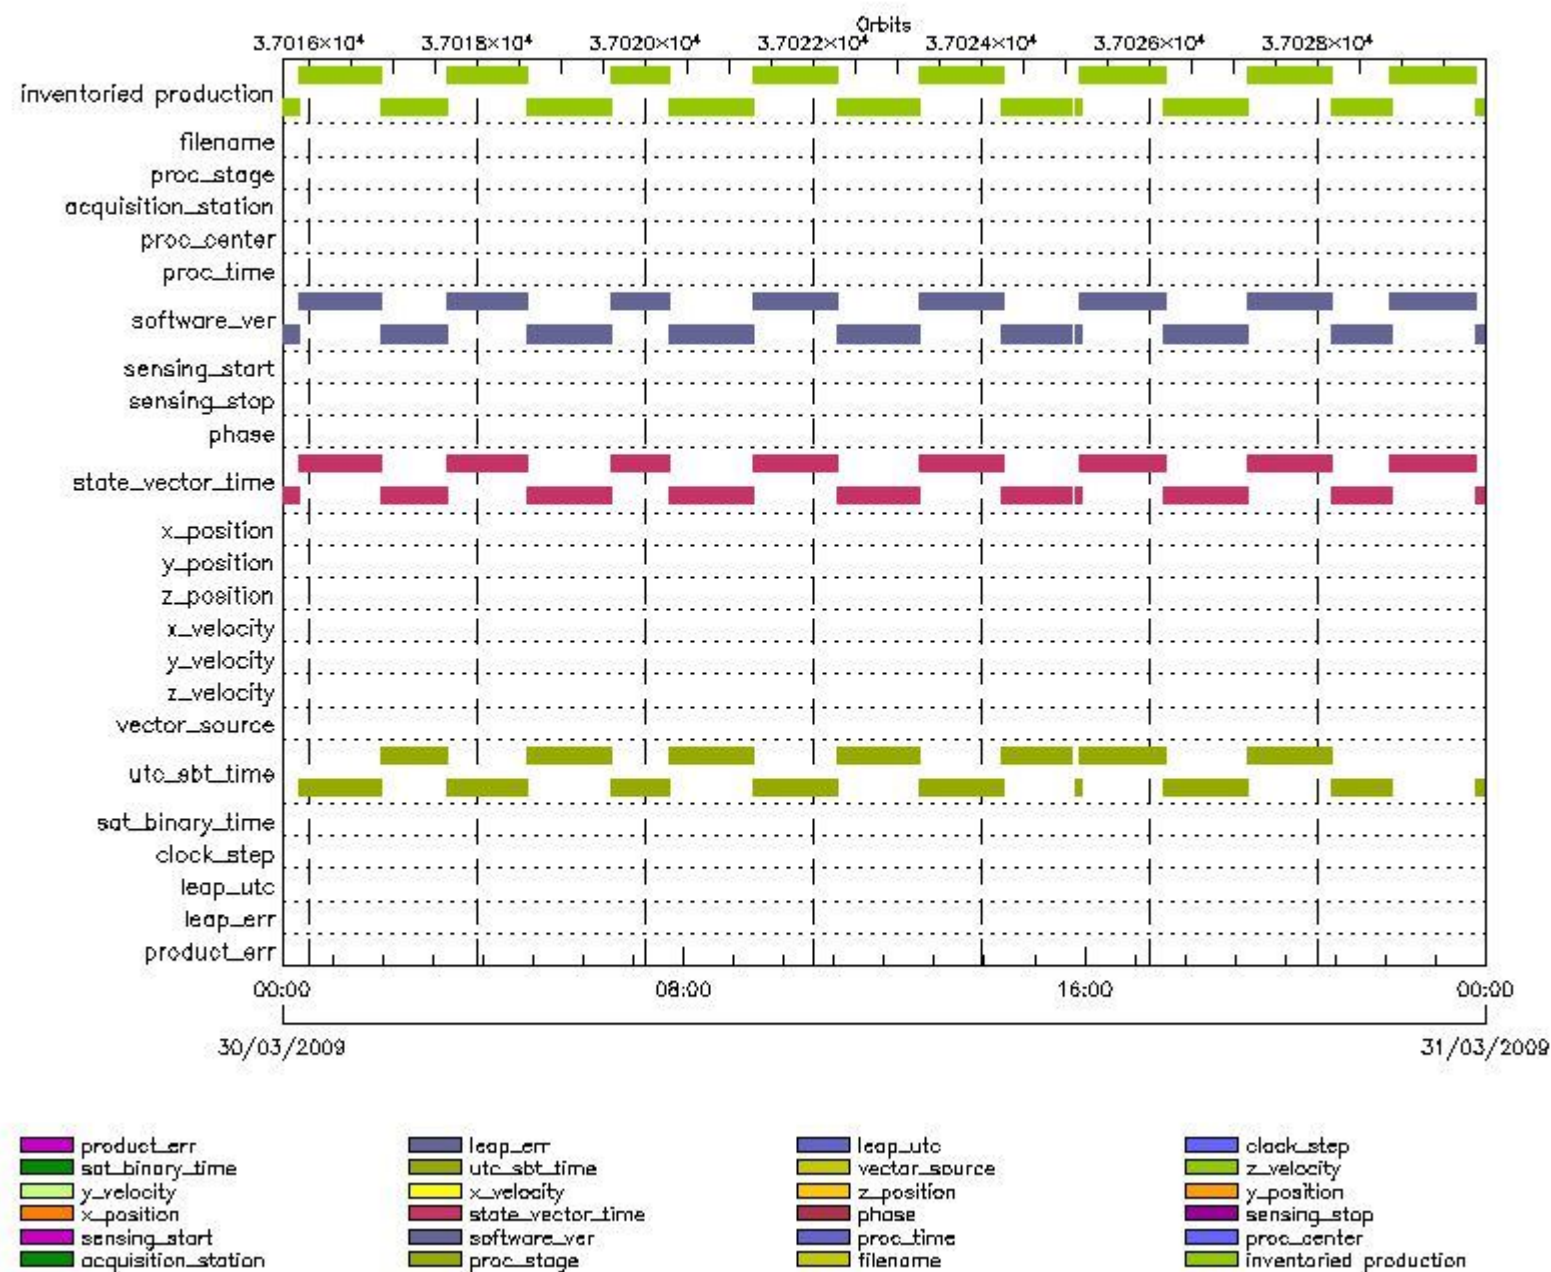 Orbits
3.7016×10⁴ 3.7018×10⁴ 3.7020×10⁴ 3.7022×10⁴ 3.7024×10⁴ 3.7026×10⁴ 3.7028×10⁴
inventoried production
filename
proc_stage
acquisition_station
proc_center
proc_time
software_ver
sensing_start
sensing_stop
phase
state_vector_time
x_position
y_position
z_position
x_velocity
y_velocity
z_velocity
vector_source
utc_sbt_time
sat_binary_time
clock_step
leap_utc
leap_err
product_err
00:00 08:00 16:00 00:00
30/03/2009 31/03/2009
product_err leap_err leap_utc clock_step
sat_binary_time utc_sbt_time vector_source z_velocity
y_velocity x_velocity z_position y_position
x_position state_vector_time phase sensing_stop
sensing_start software_ver proc_time proc_center
acquisition_station proc_stage filename inventoried production